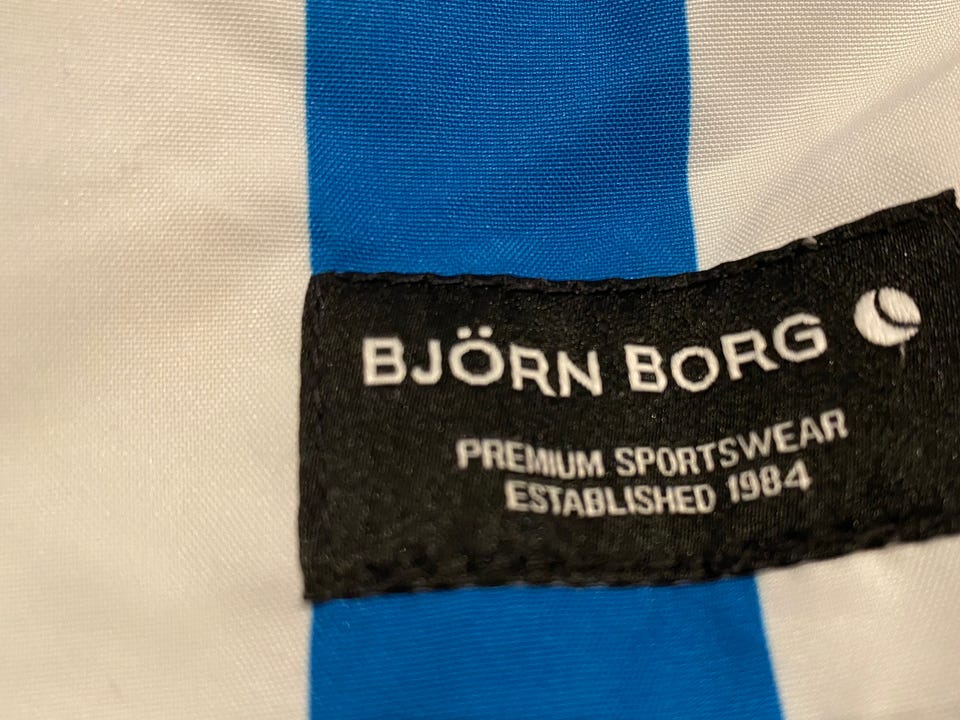 BJÖRN BORG
PREMIUM SPORTSWEAR
ESTABLISHED 1984